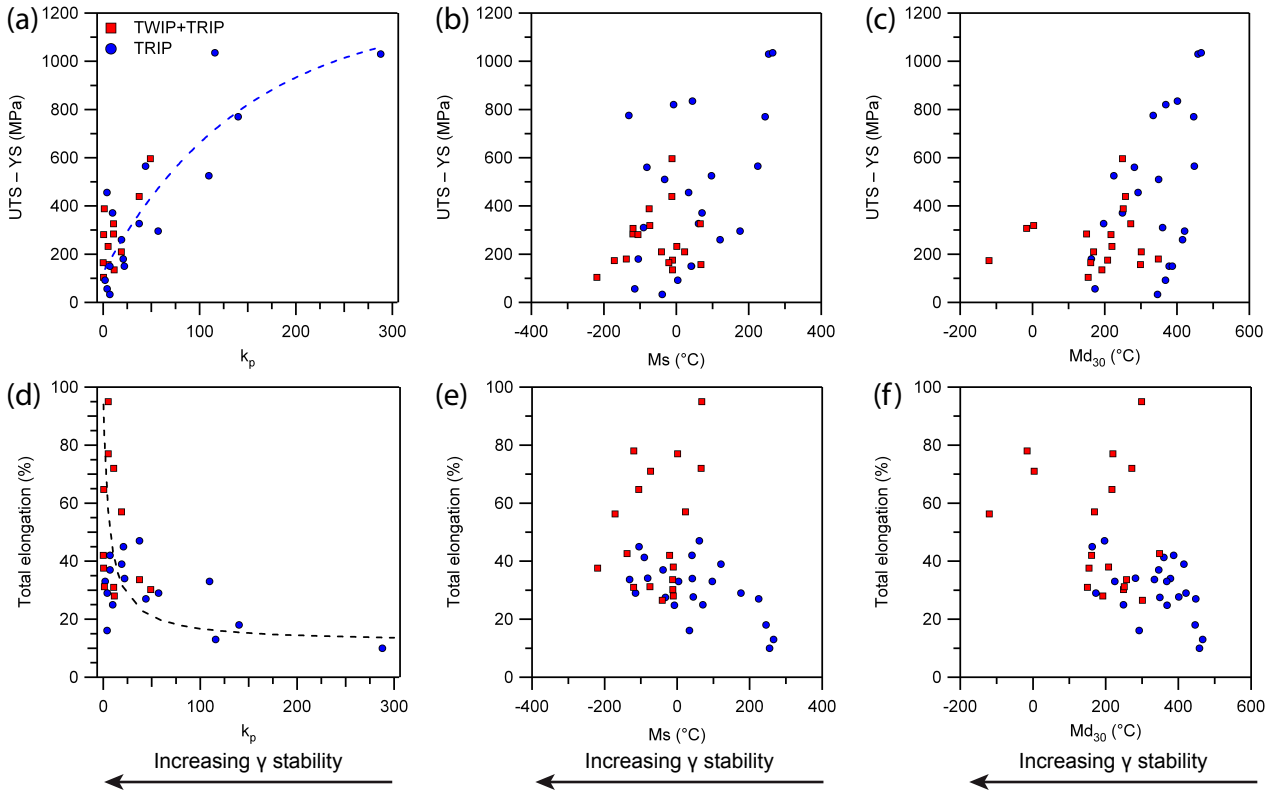 (a)
1200
1000
800
600
400
200
0
UTS – YS (MPa)
TWIP+TRIP
TRIP
0 100 200 300
kp
(b)
1200
1000
800
600
400
200
0
UTS – YS (MPa)
-400 -200 0 200 400
Ms (°C)
(c)
1200
1000
800
600
400
200
0
UTS – YS (MPa)
-200 0 200 400 600
Md30 (°C)
(d)
100
80
60
40
20
0
Total elongation (%)
0 100 200 300
kp
Increasing γ stability
(e)
100
80
60
40
20
0
Total elongation (%)
-400 -200 0 200 400
Ms (°C)
Increasing γ stability
(f)
100
80
60
40
20
0
Total elongation (%)
-200 0 200 400 600
Md30 (°C)
Increasing γ stability